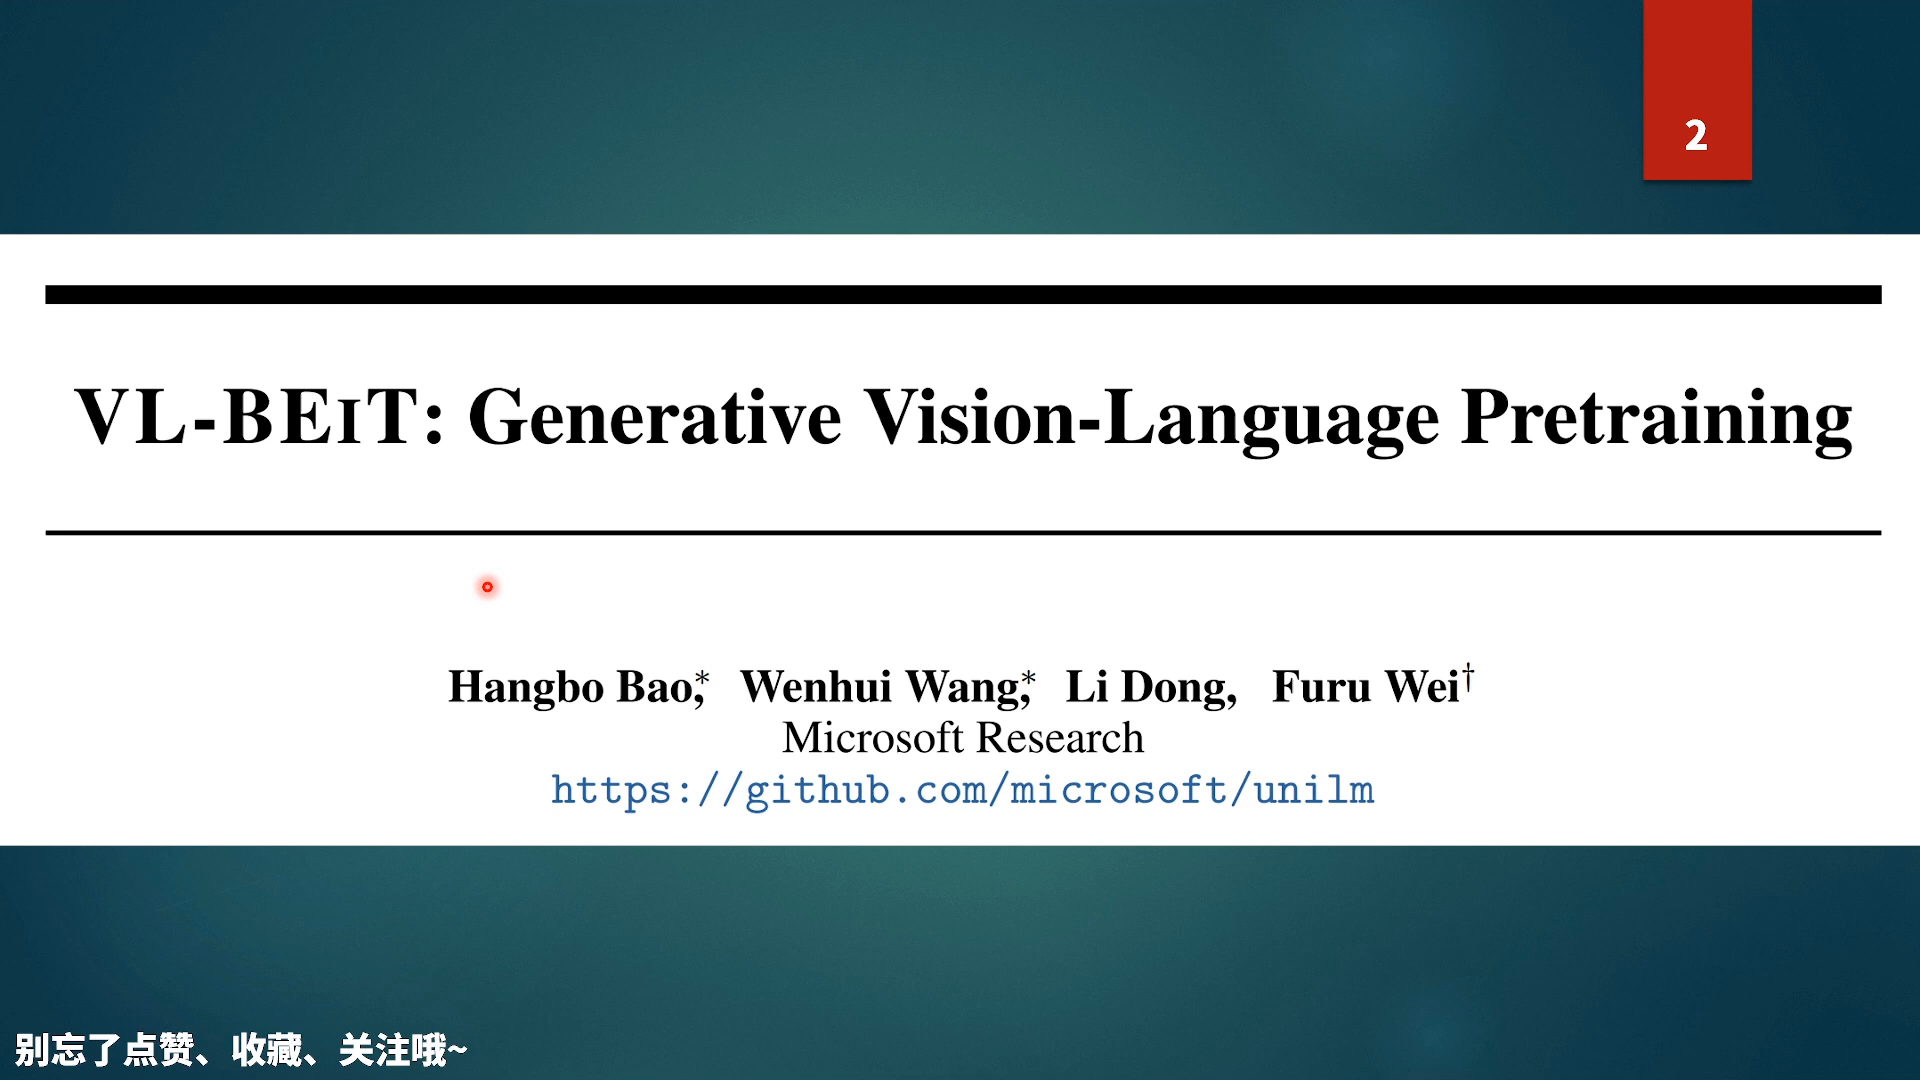 2
VL-BEIT: Generative Vision-Language Pretraining
Hangbo Bao,* Wenhui Wang,* Li Dong, Furu Wei†
Microsoft Research
https://github.com/microsoft/unilm
别忘了点赞、收藏、关注哦~